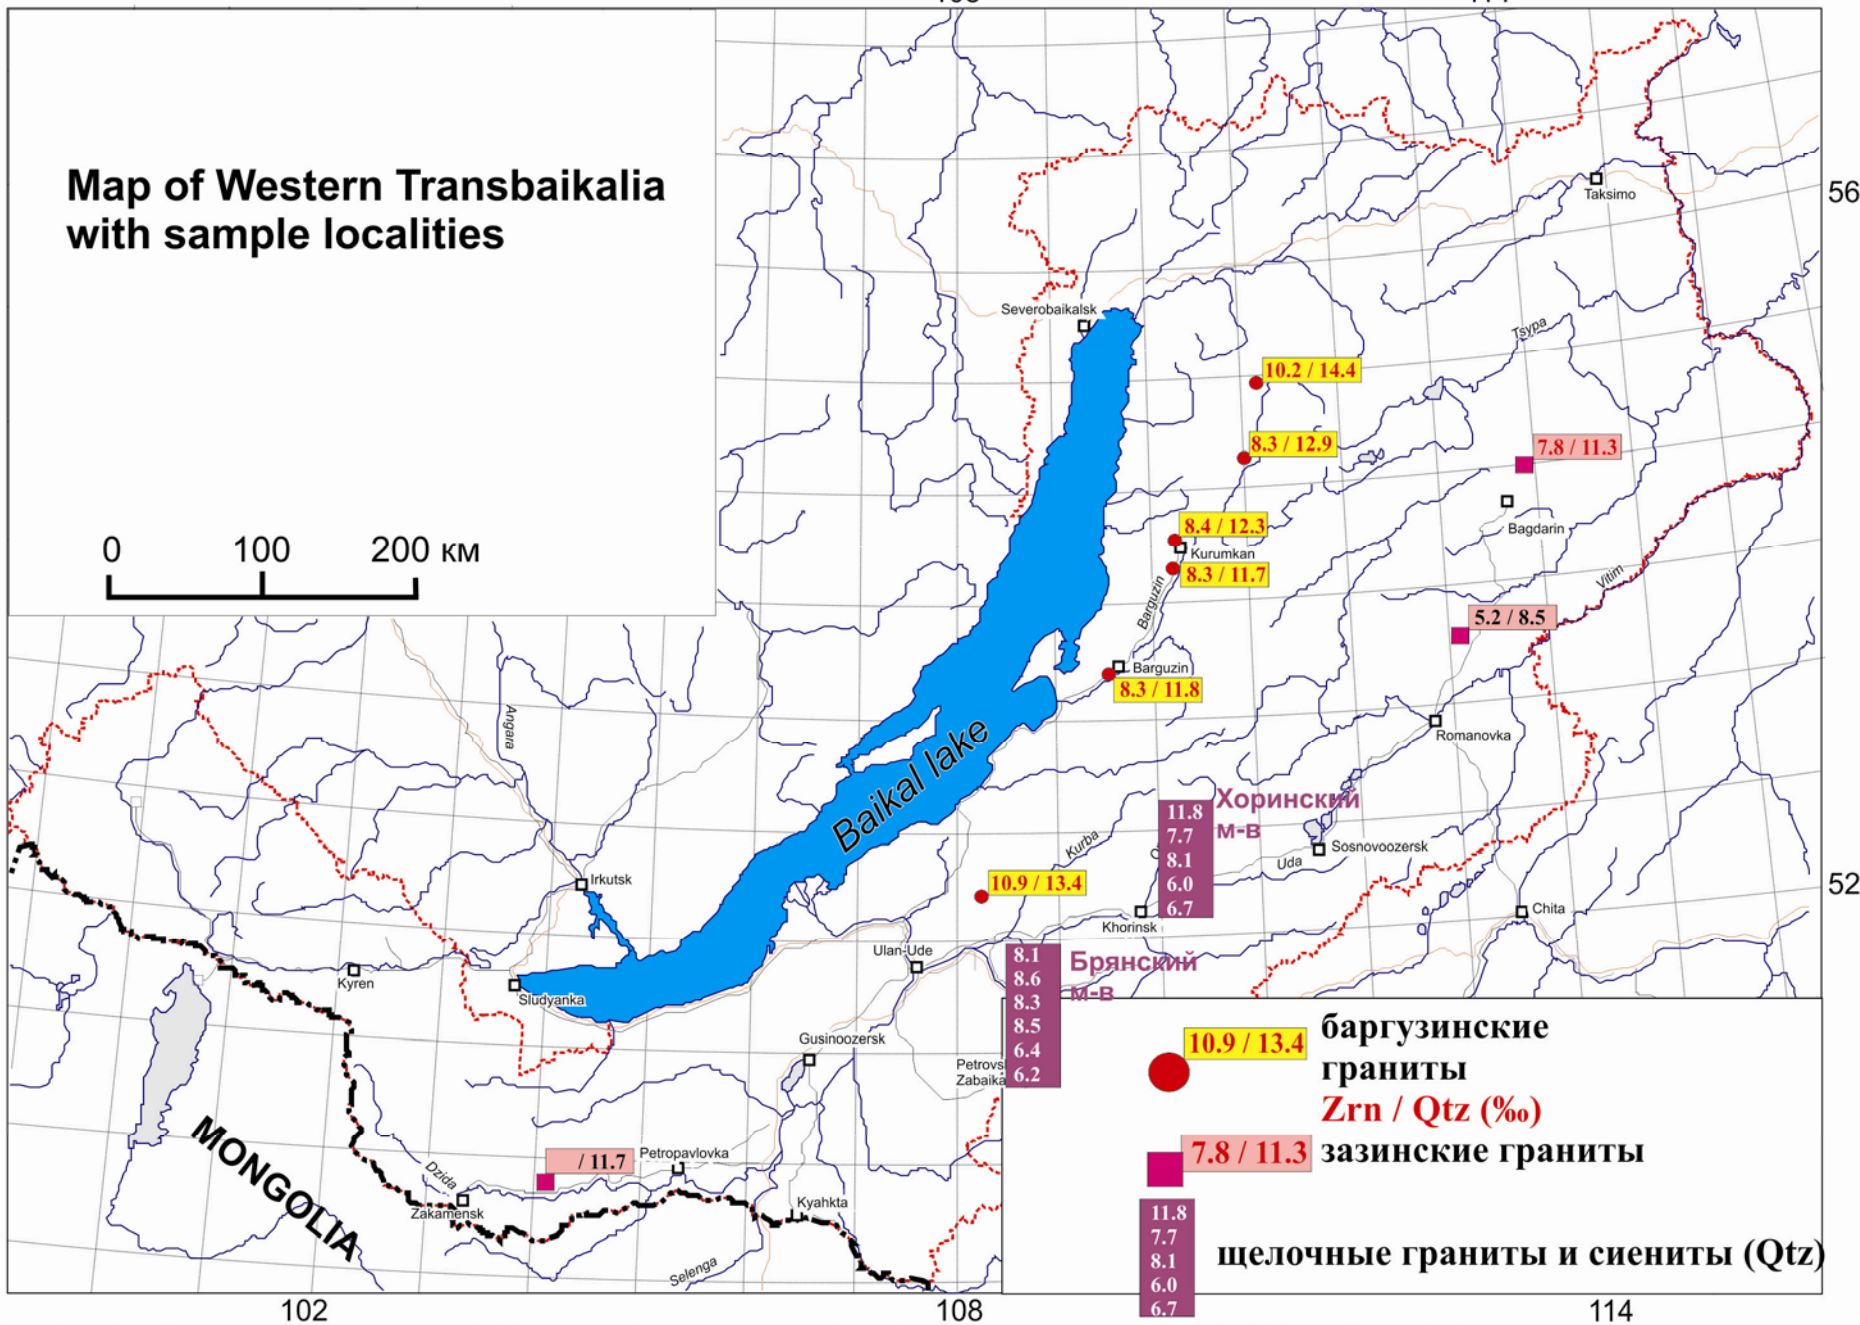 Map of Western Transbaikalia
with sample localities
0 100 200 км
56
Taksimo
Severobaikalsk
Tsypa
10.2 / 14.4
8.3 / 12.9
7.8 / 11.3
Bagdarin
8.4 / 12.3
Kurumkan
8.3 / 11.7
Barguzin
Vitim
5.2 / 8.5
Barguzin
8.3 / 11.8
Angara
Romanovka
Baikal lake
Хоринский
м-в
11.8
7.7
8.1
6.0
6.7
Kurba
Uda
Sosnovoozersk
Irkutsk
10.9 / 13.4
52
Chita
Khorinsk
Ulan-Ude
Брянский
м-в
8.1
8.6
8.3
8.5
6.4
6.2
Kyren
Sludyanka
Gusinoozersk
Petrovs
Zabaika
MONGOLIA
/ 11.7
Petropavlovka
Dzida
Zakamensk
Kyahkta
Selenga
10.9 / 13.4
баргузинские
граниты
Zrn / Qtz (‰)
7.8 / 11.3
зазинские граниты
11.8
7.7
8.1
6.0
6.7
щелочные граниты и сиениты (Qtz)
102
108
114